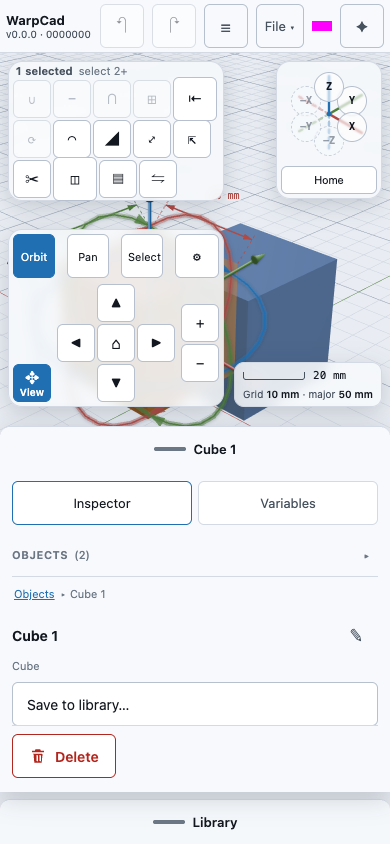 WarpCad
v0.0.0 · 0000000
File ▾
1 selected select 2+
mm
Z
-X
Y
-Y
X
-Z
Home
Orbit
Pan
Select
+
−
View
20 mm
Grid 10 mm · major 50 mm
Cube 1
Inspector
Variables
OBJECTS (2)
Objects ▸ Cube 1
Cube 1
Cube
Save to library...
Delete
Library